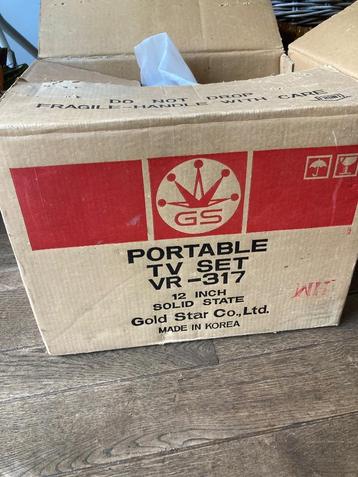 DO NOT DROP
FRAGILE-HANDLE WITH CARE
GS
PORTABLE
TV SET
VR-317
12 INCH
SOLID STATE
Gold Star Co., Ltd.
MADE IN KOREA
WIT